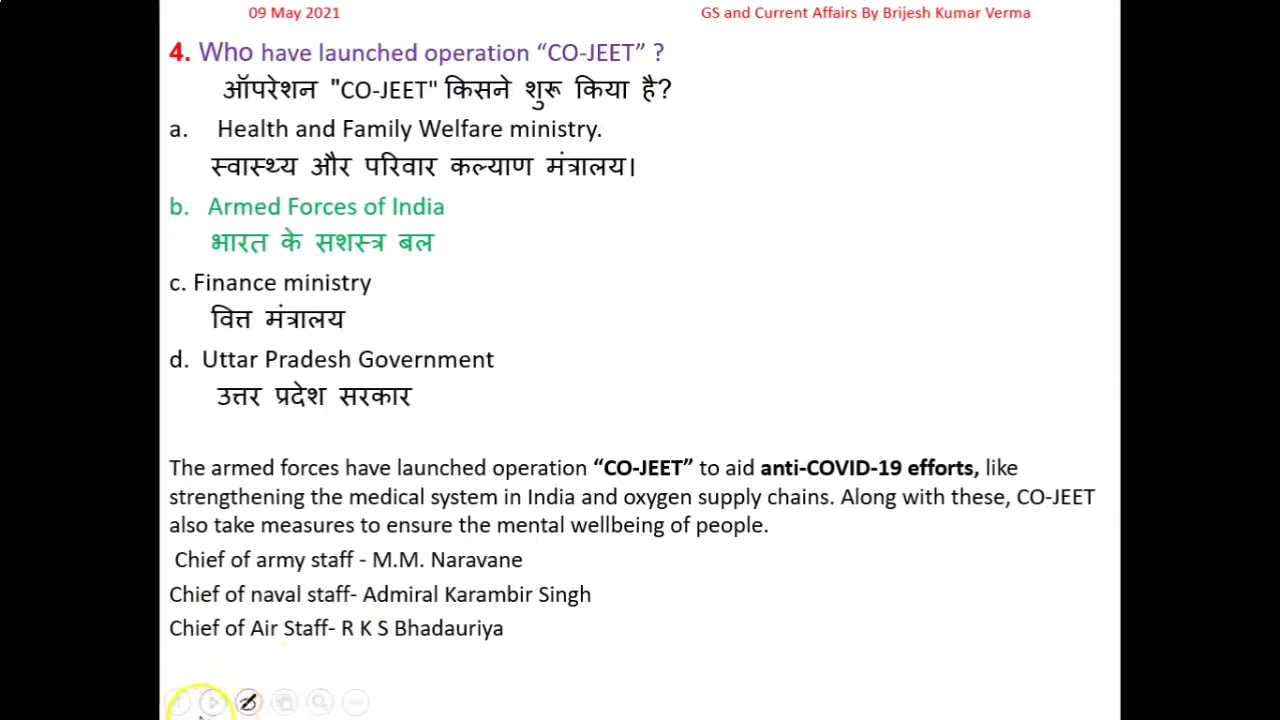 09 May 2021 GS and Current Affairs By Brijesh Kumar Verma
4. Who have launched operation “CO-JEET” ?
ऑपरेशन "CO-JEET" किसने शुरू किया है?
a. Health and Family Welfare ministry.
स्वास्थ्य और परिवार कल्याण मंत्रालय।
b. Armed Forces of India
भारत के सशस्त्र बल
c. Finance ministry
वित्त मंत्रालय
d. Uttar Pradesh Government
उत्तर प्रदेश सरकार
The armed forces have launched operation “CO-JEET” to aid anti-COVID-19 efforts, like
strengthening the medical system in India and oxygen supply chains. Along with these, CO-JEET
also take measures to ensure the mental wellbeing of people.
Chief of army staff - M.M. Naravane
Chief of naval staff- Admiral Karambir Singh
Chief of Air Staff- R K S Bhadauriya